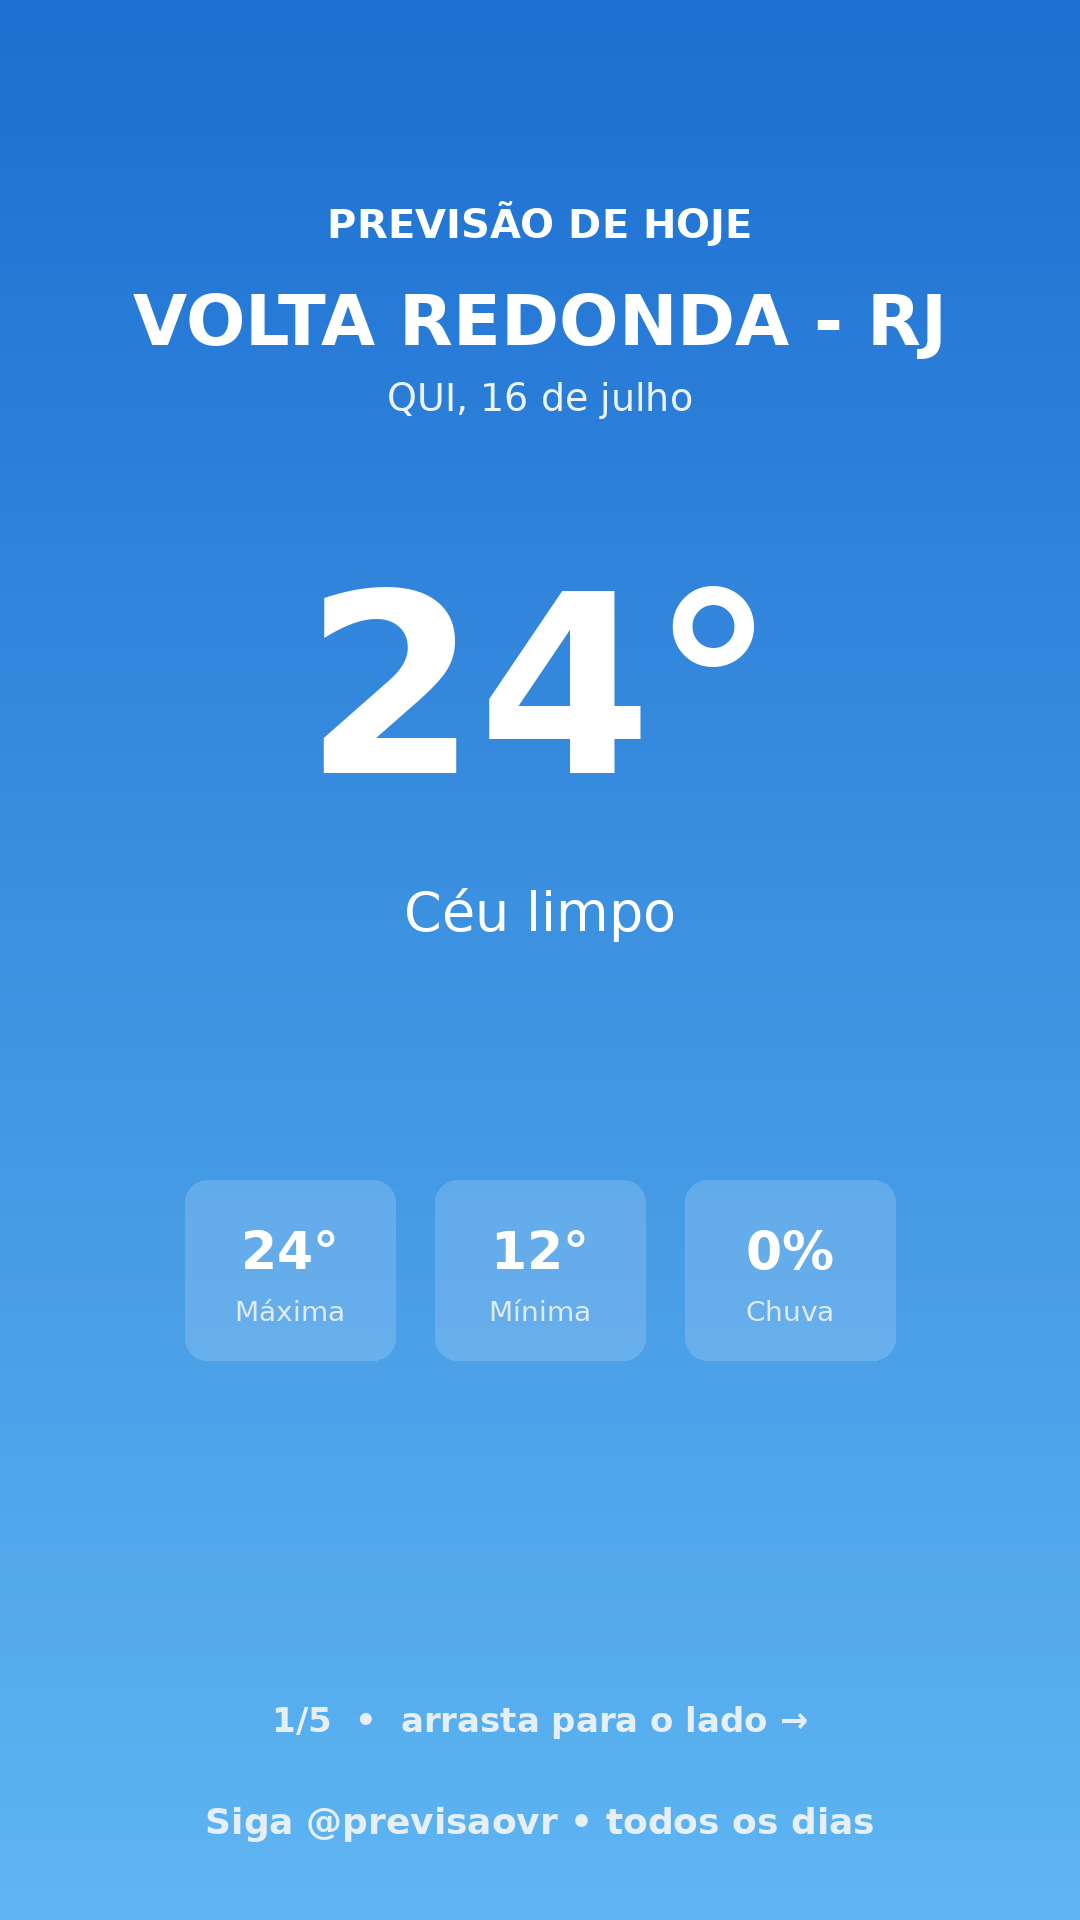 PREVISÃO DE HOJE
VOLTA REDONDA - RJ
QUI, 16 de julho
24°
Céu limpo
24° 12° 0%
Máxima Mínima Chuva
1/5 • arrasta para o lado →
Siga @previsaovr • todos os dias